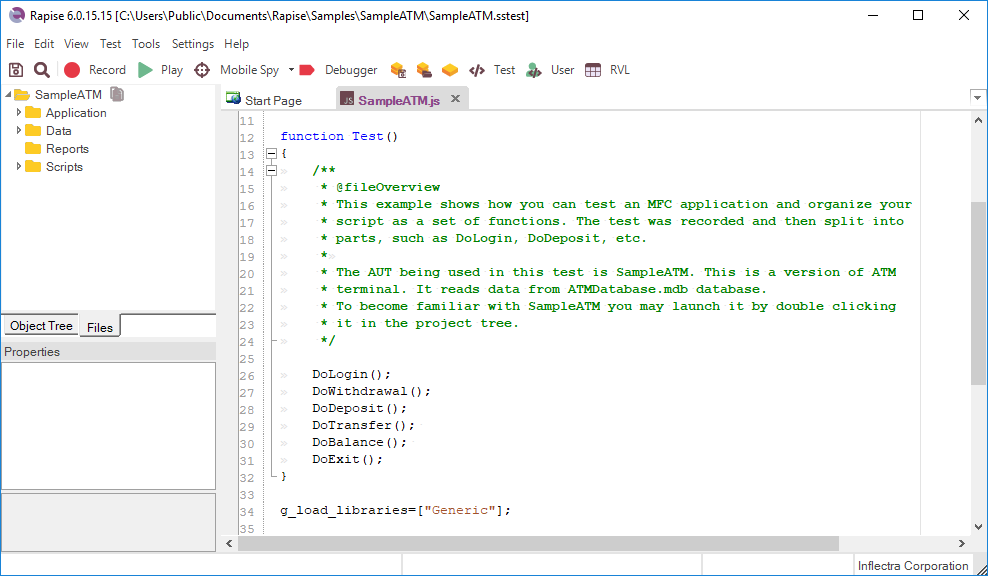 Rapise 6.0.15.15 [C:\Users\Public\Documents\Rapise\Samples\SampleATM\SampleATM.sstest]
File Edit View Test Tools Settings Help
Record Play Mobile Spy Debugger Test User RVL
SampleATM
Application
Data
Reports
Scripts
Object Tree Files
Properties
Start Page JS SampleATM.js
11
12 function Test()
13 {
14 /**
15 * @fileOverview
16 * This example shows how you can test an MFC application and organize your
17 * script as a set of functions. The test was recorded and then split into
18 * parts, such as DoLogin, DoDeposit, etc.
19 *
20 * The AUT being used in this test is SampleATM. This is a version of ATM
21 * terminal. It reads data from ATMDatabase.mdb database.
22 * To become familiar with SampleATM you may launch it by double clicking
23 * it in the project tree.
24 */
25
26 DoLogin();
27 DoWithdrawal();
28 DoDeposit();
29 DoTransfer();
30 DoBalance();
31 DoExit();
32 }
33
34 g_load_libraries=["Generic"];
35
Inflectra Corporation